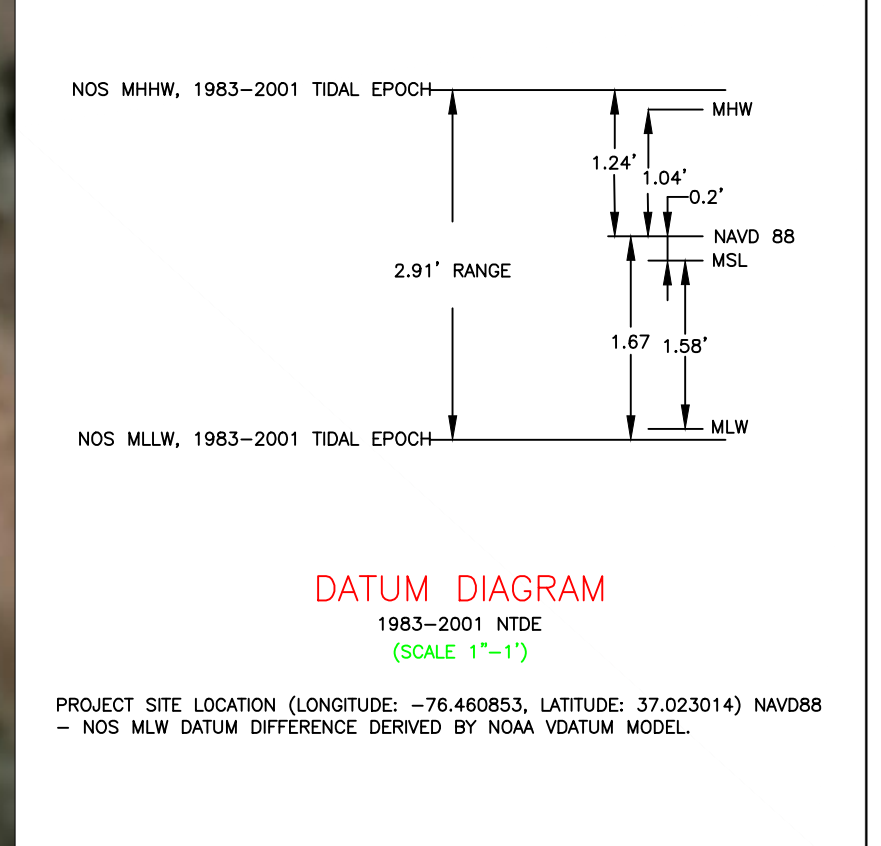 NOS MHHW, 1983-2001 TIDAL EPOCH
MHW
1.24'
1.04'
0.2'
NAVD 88
MSL
2.91' RANGE
1.67
1.58'
MLW
NOS MLLW, 1983-2001 TIDAL EPOCH
DATUM DIAGRAM
1983-2001 NTDE
(SCALE 1"-1')
PROJECT SITE LOCATION (LONGITUDE: -76.460853, LATITUDE: 37.023014) NAVD88
- NOS MLW DATUM DIFFERENCE DERIVED BY NOAA VDATUM MODEL.